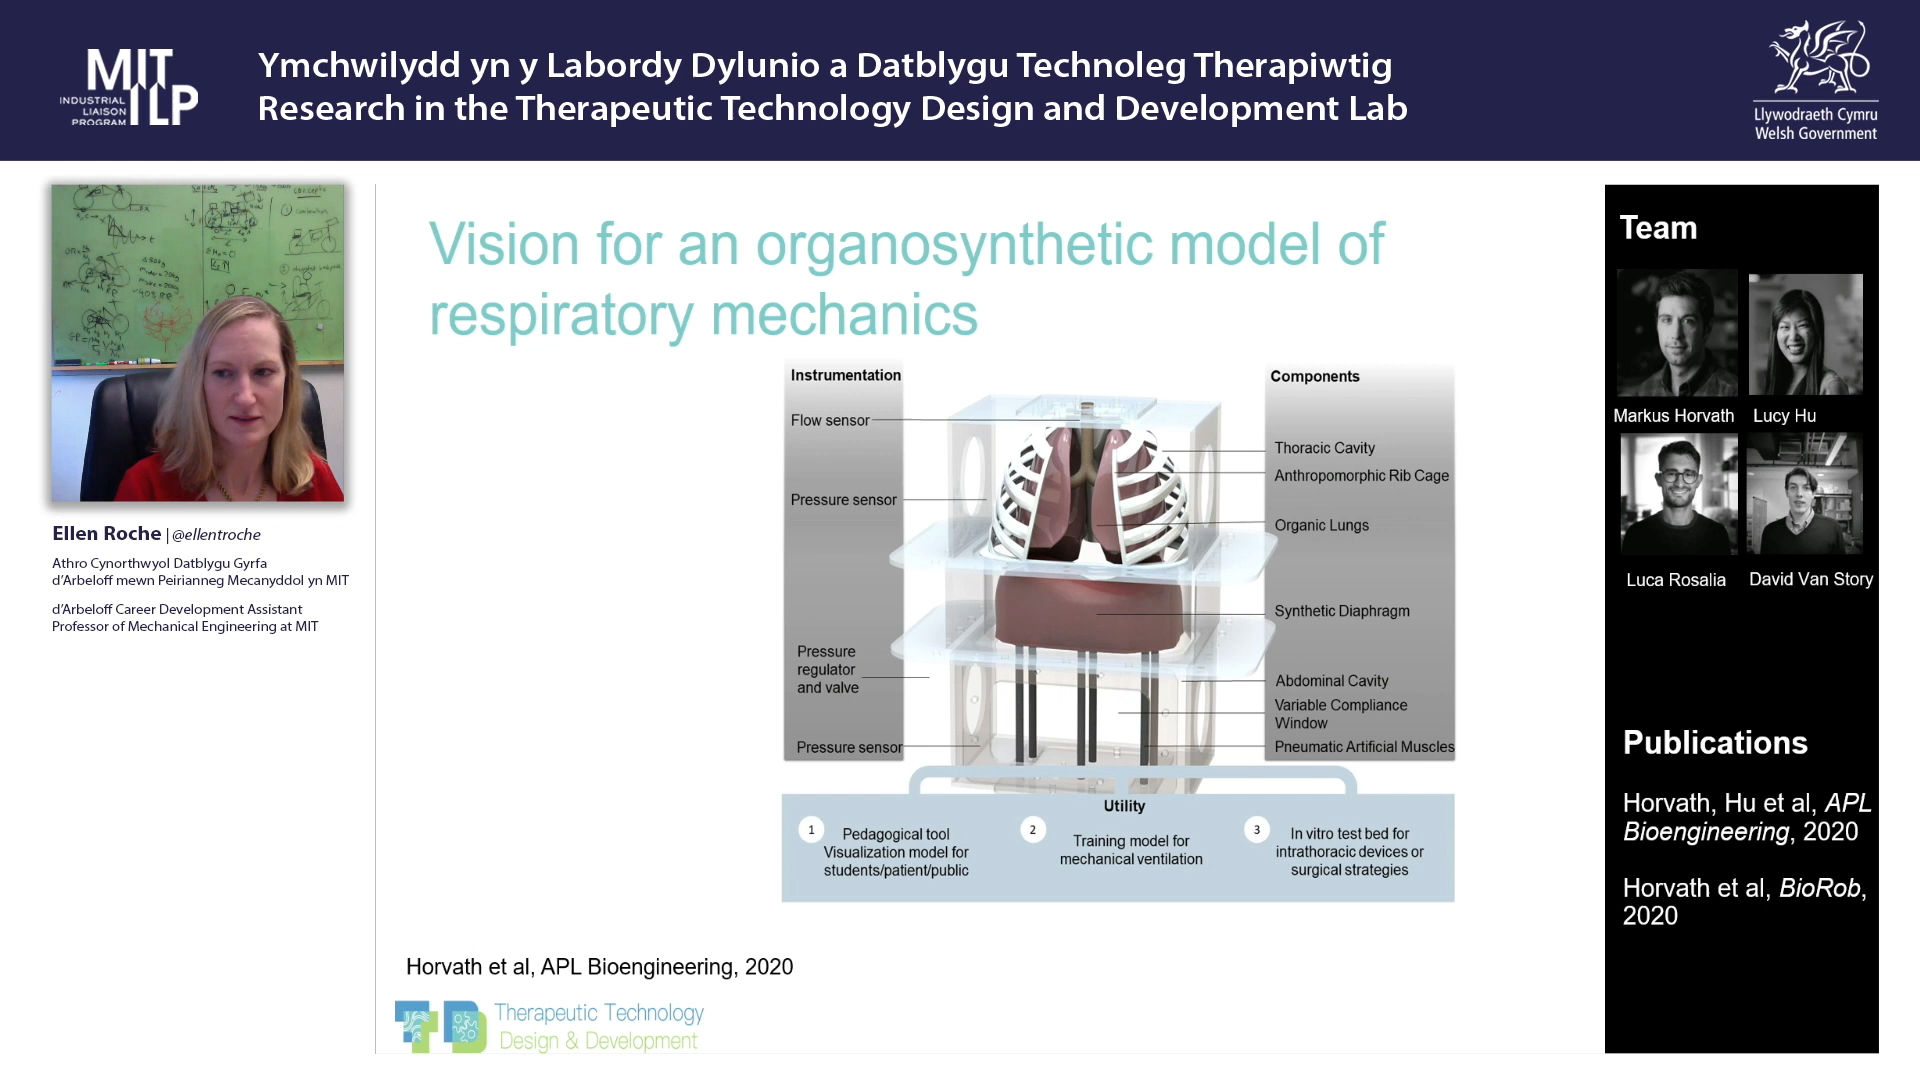 MIT
ILP
INDUSTRIAL
LIAISON
PROGRAM
Ymchwilydd yn y Labordy Dylunio a Datblygu Technoleg Therapiwtig
Research in the Therapeutic Technology Design and Development Lab
Llywodraeth Cymru
Welsh Government
Ellen Roche | @ellentroche
Athro Cynorthwyol Datblygu Gyrfa
d'Arbeloff mewn Peirianneg Mecanyddol yn MIT
d'Arbeloff Career Development Assistant
Professor of Mechanical Engineering at MIT
Vision for an organosynthetic model of
respiratory mechanics
Instrumentation
Flow sensor
Pressure sensor
Pressure
regulator
and valve
Pressure sensor
Components
Thoracic Cavity
Anthropomorphic Rib Cage
Organic Lungs
Synthetic Diaphragm
Abdominal Cavity
Variable Compliance
Window
Pneumatic Artificial Muscles
Utility
1
Pedagogical tool
Visualization model for
students/patient/public
2
Training model for
mechanical ventilation
3
In vitro test bed for
intrathoracic devices or
surgical strategies
Horvath et al, APL Bioengineering, 2020
Therapeutic Technology
Design & Development
Team
Markus Horvath
Lucy Hu
Luca Rosalia
David Van Story
Publications
Horvath, Hu et al, APL
Bioengineering, 2020
Horvath et al, BioRob,
2020